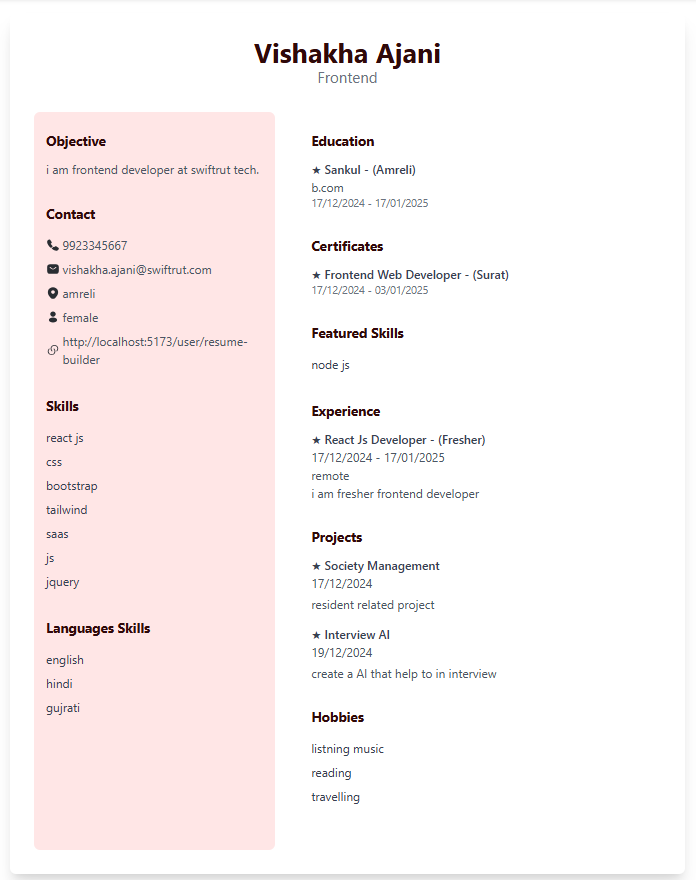 Vishakha Ajani
Frontend
Objective
i am frontend developer at swiftrut tech.
Contact
9923345667
vishakha.ajani@swiftrut.com
amreli
female
http://localhost:5173/user/resume-
builder
Skills
react js
css
bootstrap
tailwind
saas
js
jquery
Languages Skills
english
hindi
gujrati
Education
★ Sankul - (Amreli)
b.com
17/12/2024 - 17/01/2025
Certificates
★ Frontend Web Developer - (Surat)
17/12/2024 - 03/01/2025
Featured Skills
node js
Experience
★ React Js Developer - (Fresher)
17/12/2024 - 17/01/2025
remote
i am fresher frontend developer
Projects
★ Society Management
17/12/2024
resident related project
★ Interview AI
19/12/2024
create a AI that help to in interview
Hobbies
listning music
reading
travelling